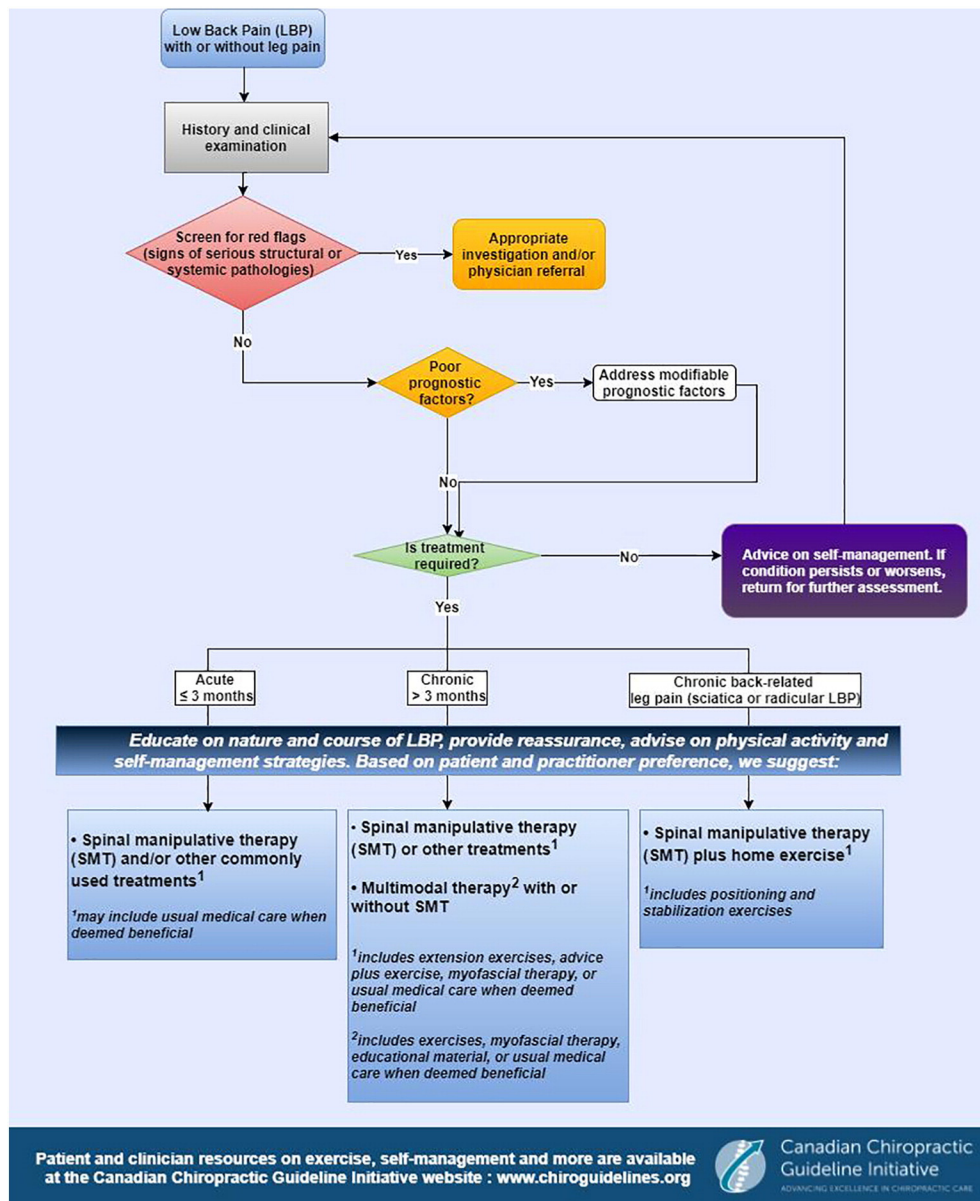 Low Back Pain (LBP)
with or without leg pain
History and clinical
examination
Screen for red flags
(signs of serious structural or
systemic pathologies)
Yes
Appropriate
investigation and/or
physician referral
No
Poor
prognostic
factors?
Yes
Address modifiable
prognostic factors
No
Is treatment
required?
No
Advice on self-management. If
condition persists or worsens,
return for further assessment.
Yes
Acute
≤ 3 months
Chronic
> 3 months
Chronic back-related
leg pain (sciatica or radicular LBP)
Educate on nature and course of LBP, provide reassurance, advise on physical activity and
self-management strategies. Based on patient and practitioner preference, we suggest:
• Spinal manipulative therapy
(SMT) and/or other commonly
used treatments¹
¹may include usual medical care when
deemed beneficial
• Spinal manipulative therapy
(SMT) or other treatments¹
• Multimodal therapy² with or
without SMT
¹includes extension exercises, advice
plus exercise, myofascial therapy, or
usual medical care when deemed
beneficial
²includes exercises, myofascial therapy,
educational material, or usual medical
care when deemed beneficial
• Spinal manipulative therapy
(SMT) plus home exercise¹
¹includes positioning and
stabilization exercises
Patient and clinician resources on exercise, self-management and more are available
at the Canadian Chiropractic Guideline Initiative website : www.chiroguidelines.org
Canadian Chiropractic
Guideline Initiative
ADVANCING EXCELLENCE IN CHIROPRACTIC CARE